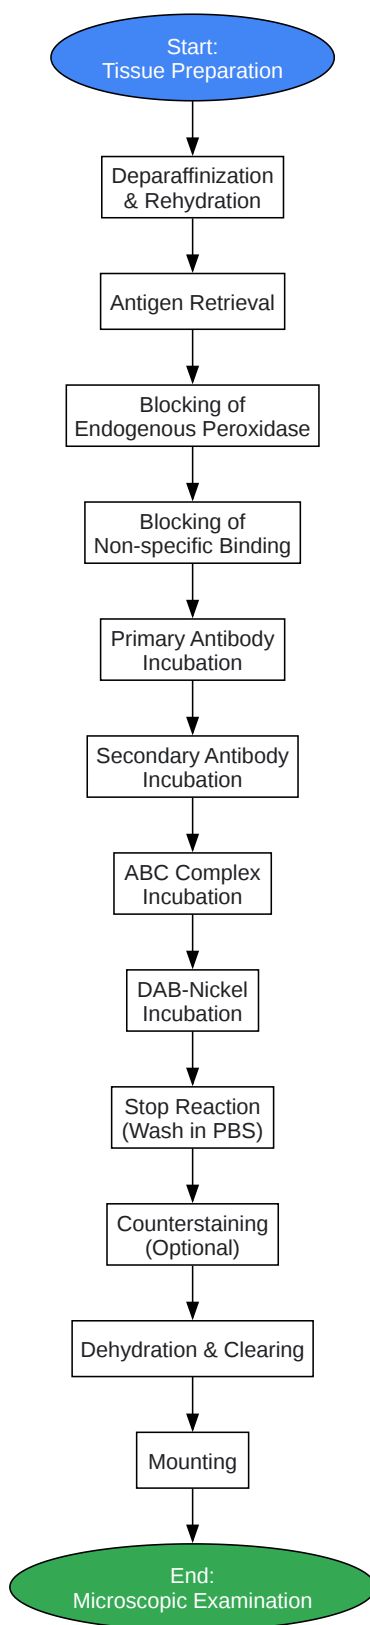 Start:
Tissue Preparation
Deparaffinization
& Rehydration
Antigen Retrieval
Blocking of
Endogenous Peroxidase
Blocking of
Non-specific Binding
Primary Antibody
Incubation
Secondary Antibody
Incubation
ABC Complex
Incubation
DAB-Nickel
Incubation
Stop Reaction
(Wash in PBS)
Counterstaining
(Optional)
Dehydration & Clearing
Mounting
End:
Microscopic Examination